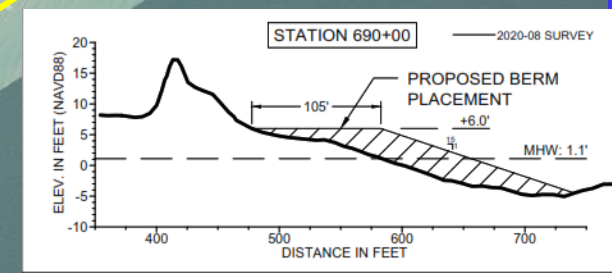 STATION 690+00
2020-08 SURVEY
ELEV. IN FEET (NAVD88)
20
15
10
5
0
-5
-10
105'
PROPOSED BERM
PLACEMENT
+6.0'
15
1
MHW: 1.1'
400
500
600
700
DISTANCE IN FEET